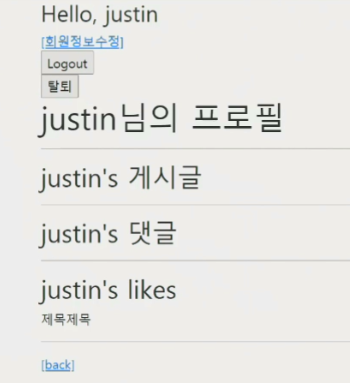 Hello, justin
[회원정보수정]
Logout
탈퇴
justin님의 프로필
justin's 게시글
justin's 댓글
justin's likes
제목제목
[back]